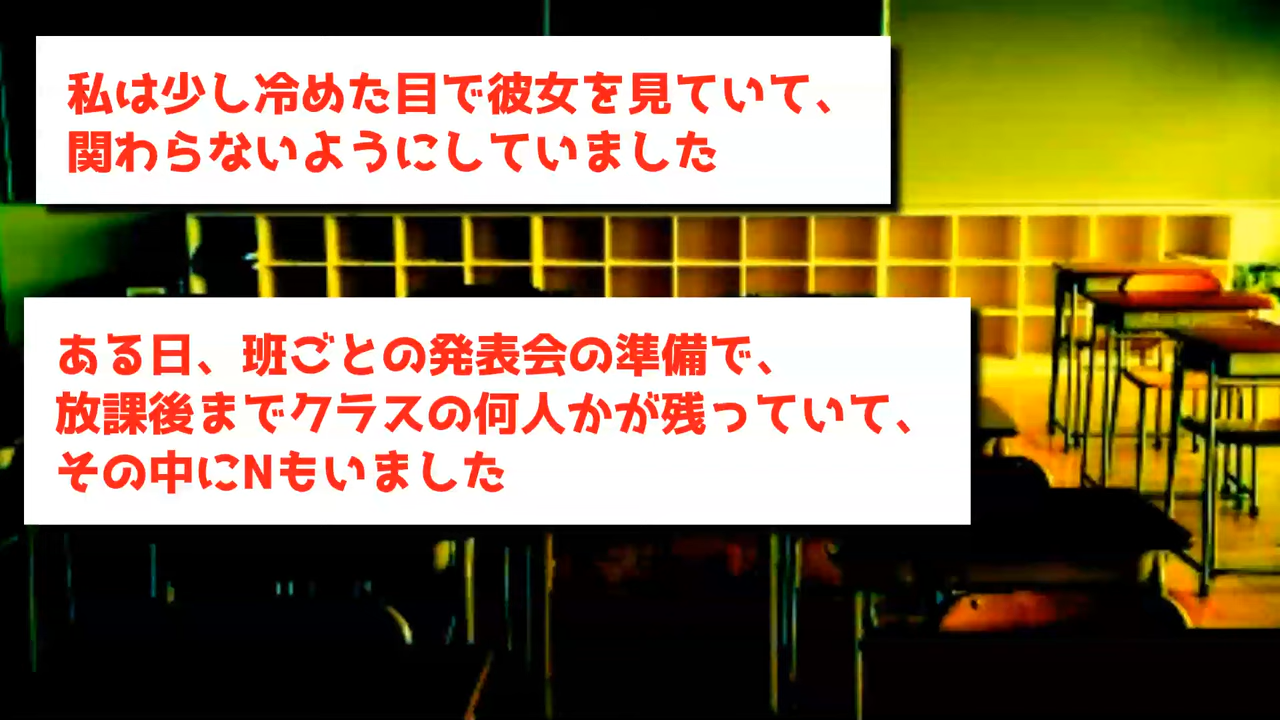 私は少し冷めた目で彼女を見ていて、
関わらないようにしていました
ある日、班ごとの発表会の準備で、
放課後までクラスの何人かが残っていて、
その中にNもいました